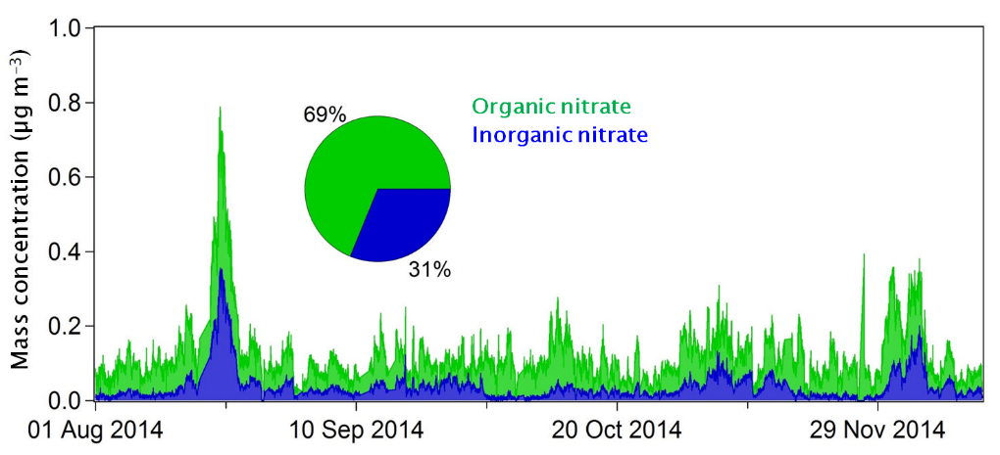 Mass concentration (µg m⁻³)
1.0
0.8
0.6
0.4
0.2
0.0
69%
31%
Organic nitrate
Inorganic nitrate
01 Aug 2014
10 Sep 2014
20 Oct 2014
29 Nov 2014